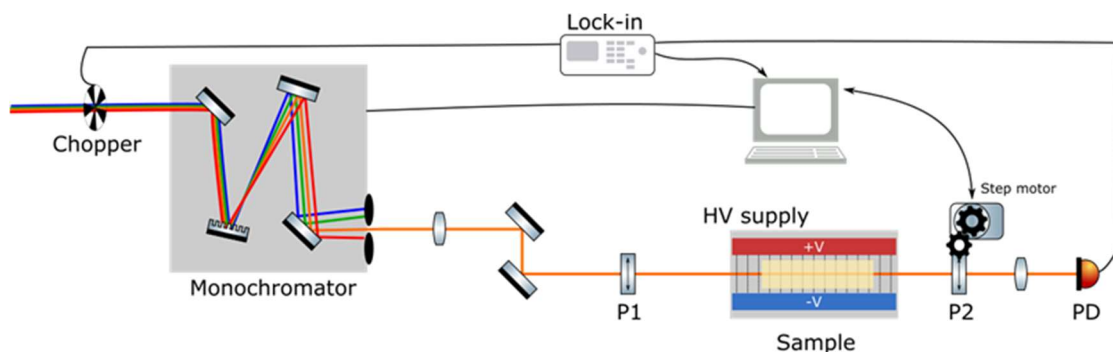 Lock-in
Chopper
Step motor
HV supply
+V
Monochromator
-V
P1
P2
PD
Sample